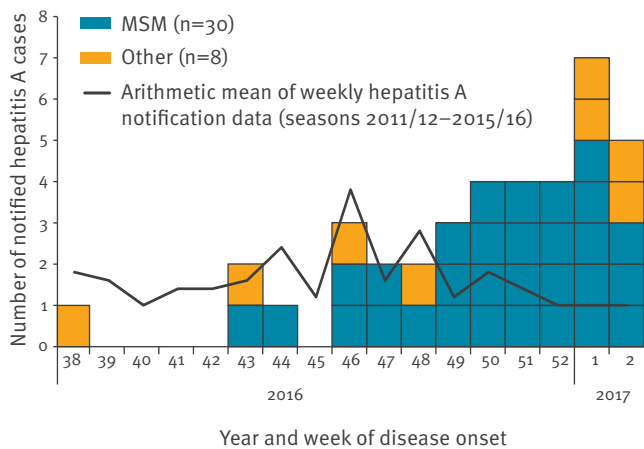 Number of notified hepatitis A cases
8
7
6
5
4
3
2
1
0
MSM (n=30)
Other (n=8)
Arithmetic mean of weekly hepatitis A
notification data (seasons 2011/12–2015/16)
38 39 40 41 42 43 44 45 46 47 48 49 50 51 52 1 2
2016 2017
Year and week of disease onset